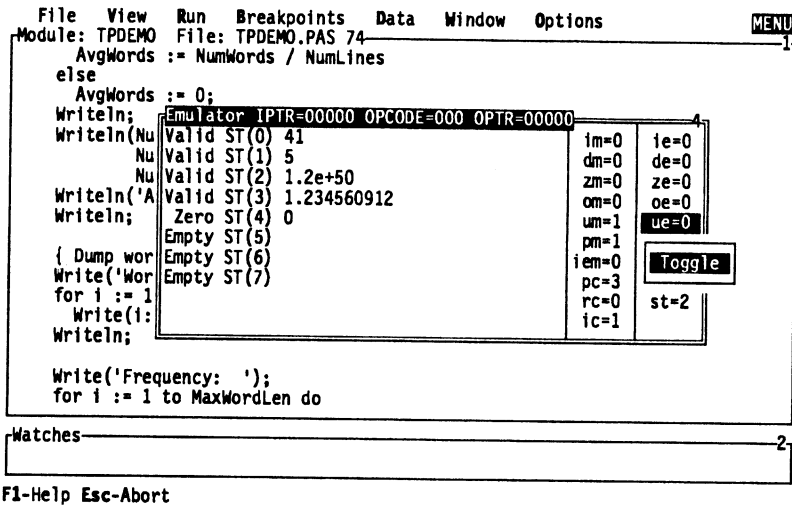 File View Run Breakpoints Data Window Options MENU
Module: TPDEMO File: TPDEMO.PAS 74 1
AvgWords := NumWords / NumLines
else
AvgWords := 0;
Writeln; Emulator IPTR=00000 OPCODE=000 OPTR=00000 4
Writeln(Nu Valid ST(0) 41 im=0 ie=0
Nu Valid ST(1) 5 dm=0 de=0
Nu Valid ST(2) 1.2e+50 zm=0 ze=0
Writeln('A Valid ST(3) 1.234560912 om=0 oe=0
Writeln; Zero ST(4) 0 um=1 ue=0
Empty ST(5) pm=1
{ Dump wor Empty ST(6) iem=0 Toggle
Write('Wor Empty ST(7) pc=3
for i := 1 rc=0 st=2
Write(i: ic=1
Writeln;
Write('Frequency: ');
for i := 1 to MaxWordLen do
Watches 2
F1-Help Esc-Abort